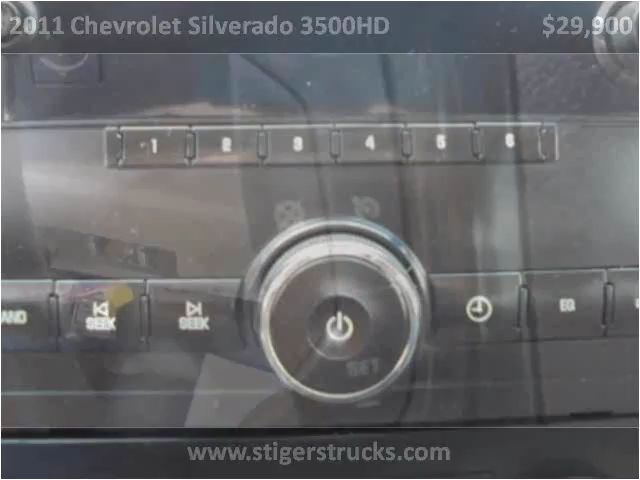 2011 Chevrolet Silverado 3500HD $29,900
1 2 3 4 5 6
AND SEEK SEEK EQ
SET
www.stigerstrucks.com